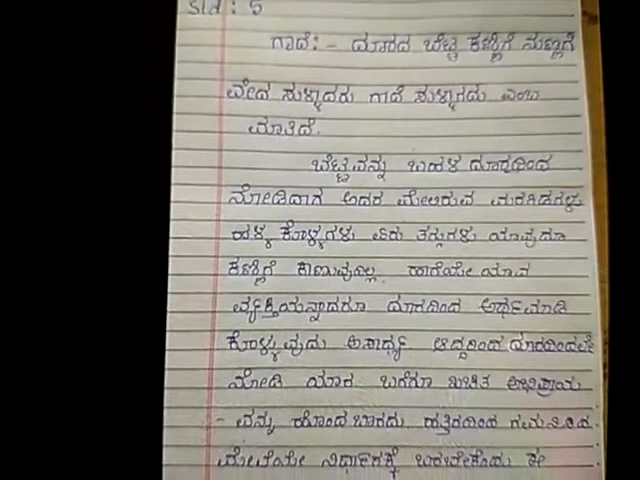 Std : 5
ಗಾದೆ: - ದೂರದ ಬೆಟ್ಟ ಕಣ್ಣಿಗೆ ನುಣ್ಣಗೆ
ವೇದ ಸುಳ್ಳಾದರು ಗಾದೆ ಸುಳ್ಳಾಗದು ಎಂಬ
ಮಾತಿದೆ.
ಬೆಟ್ಟವನ್ನು ಬಹಳ ದೂರದಿಂದ
ನೋಡಿದಾಗ ಅದರ ಮೇಲಿರುವ ಮರಗಿಡಗಳು
ಹಳ್ಳ ಕೊಳ್ಳಗಳು ಏರು ತಗ್ಗುಗಳು ಯಾವುದೂ
ಕಣ್ಣಿಗೆ ಕಾಣುವುದಿಲ್ಲ. ಹಾಗೆಯೇ ಯಾವ
ವ್ಯಕ್ತಿಯನ್ನಾದರೂ ದೂರದಿಂದ ಅರ್ಥಮಾಡಿ
ಕೊಳ್ಳುವುದು ಅಸಾಧ್ಯ ಆದ್ದರಿಂದ ದೂರದಿಂದಲೇ
ನೋಡಿ ಯಾರ ಬಗೆಗೂ ಖಚಿತ ಅಭಿಪ್ರಾಯ
- ವನ್ನು ಹೊಂದಬಾರದು. ಹತ್ತಿರದಿಂದ ಗಮನಿಸಿದ
ಮೇಲೆಯೇ ನಿರ್ಧಾರಕ್ಕೆ ಬರಬೇಕೆಂದು ಈ